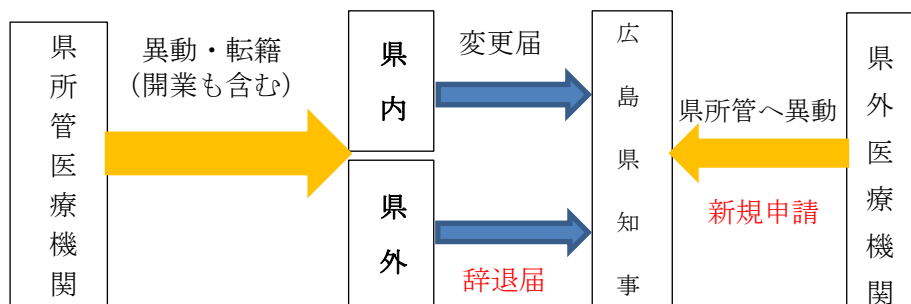 県所管医療機関
異動・転籍
(開業も含む)
県内
県外
変更届
辞退届
広島県知事
県所管へ異動
新規申請
県外医療機関